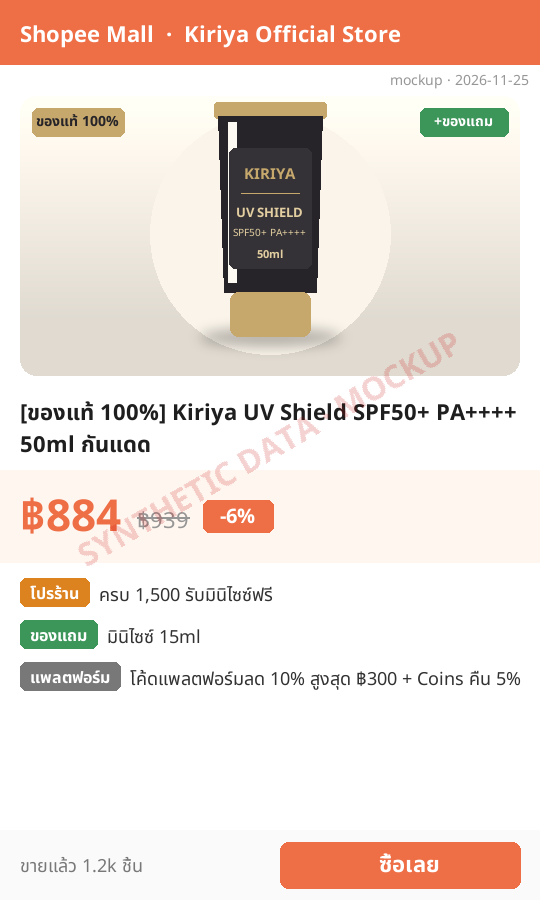 Shopee Mall · Kiriya Official Store
mockup · 2026-11-25
ของแท้ 100%
+ของแถม
KIRIYA
UV SHIELD
SPF50+ PA++++
50ml
[ของแท้ 100%] Kiriya UV Shield SPF50+ PA++++
50ml กันแดด
SYNTHETIC DATA · MOCKUP
฿884 ฿939 -6%
โปรร้าน ครบ 1,500 รับมินิไซซ์ฟรี
ของแถม มินิไซซ์ 15ml
แพลตฟอร์ม โค้ดแพลตฟอร์มลด 10% สูงสุด ฿300 + Coins คืน 5%
ขายแล้ว 1.2k ชิ้น
ซื้อเลย